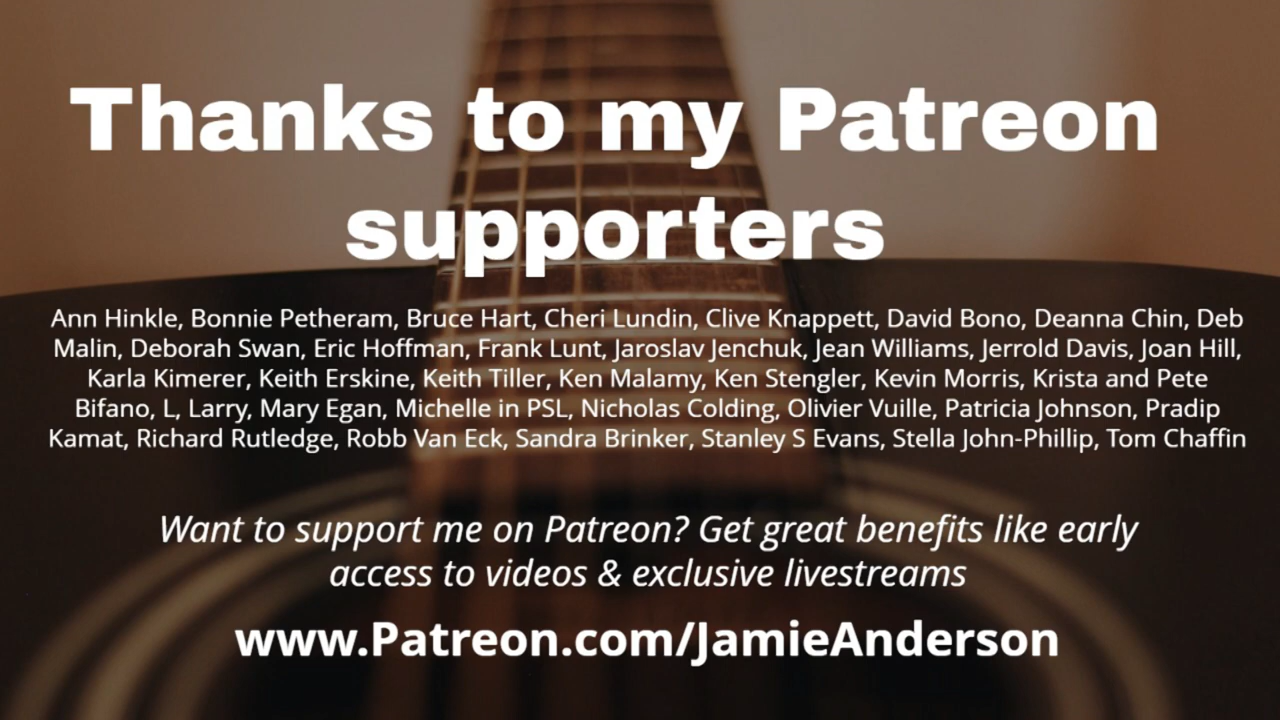 Thanks to my Patreon
supporters
Ann Hinkle, Bonnie Petheram, Bruce Hart, Cheri Lundin, Clive Knappett, David Bono, Deanna Chin, Deb
Malin, Deborah Swan, Eric Hoffman, Frank Lunt, Jaroslav Jenchuk, Jean Williams, Jerrold Davis, Joan Hill,
Karla Kimerer, Keith Erskine, Keith Tiller, Ken Malamy, Ken Stengler, Kevin Morris, Krista and Pete
Bifano, L, Larry, Mary Egan, Michelle in PSL, Nicholas Colding, Olivier Vuille, Patricia Johnson, Pradip
Kamat, Richard Rutledge, Robb Van Eck, Sandra Brinker, Stanley S Evans, Stella John-Phillip, Tom Chaffin
Want to support me on Patreon? Get great benefits like early
access to videos & exclusive livestreams
www.Patreon.com/JamieAnderson